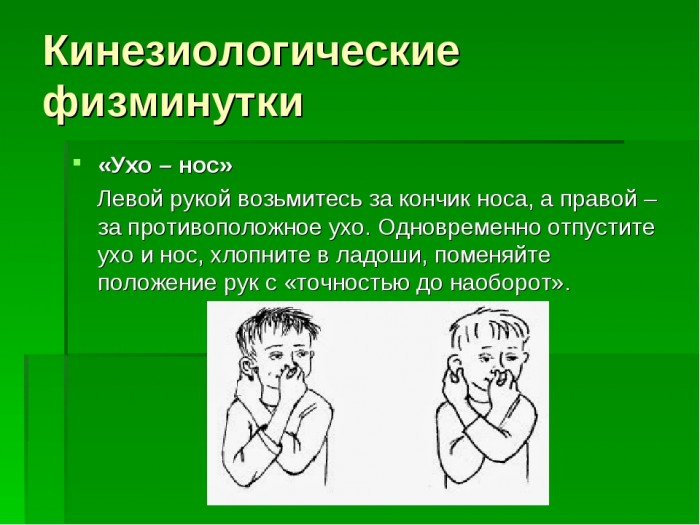 Кинезиологические
физминутки
«Ухо – нос»
Левой рукой возьмитесь за кончик носа, а правой –
за противоположное ухо. Одновременно отпустите
ухо и нос, хлопните в ладоши, поменяйте
положение рук с «точностью до наоборот».